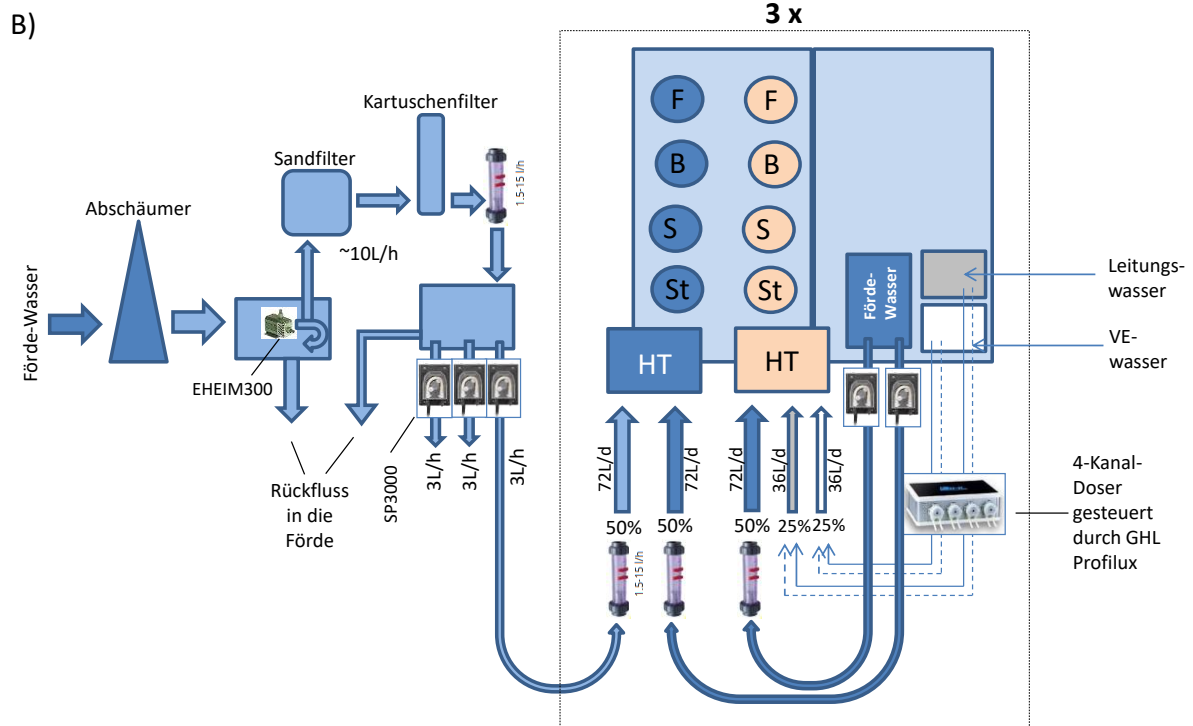 B)
3 x
Kartuschenfilter
Sandfilter
Abschäumer
1.5-15 l/h
~10L/h
Förde-Wasser
EHEIM300
Rückfluss
in die
Förde
SP3000
3L/h
3L/h
3L/h
F
F
B
B
S
S
St
St
HT
HT
Förde-
Wasser
Leitungs-
wasser
VE-
wasser
72L/d
72L/d
72L/d
36L/d
36L/d
50%
50%
50%
25%
25%
1.5-15 l/h
4-Kanal-
Doser
gesteuert
durch GHL
Profilux